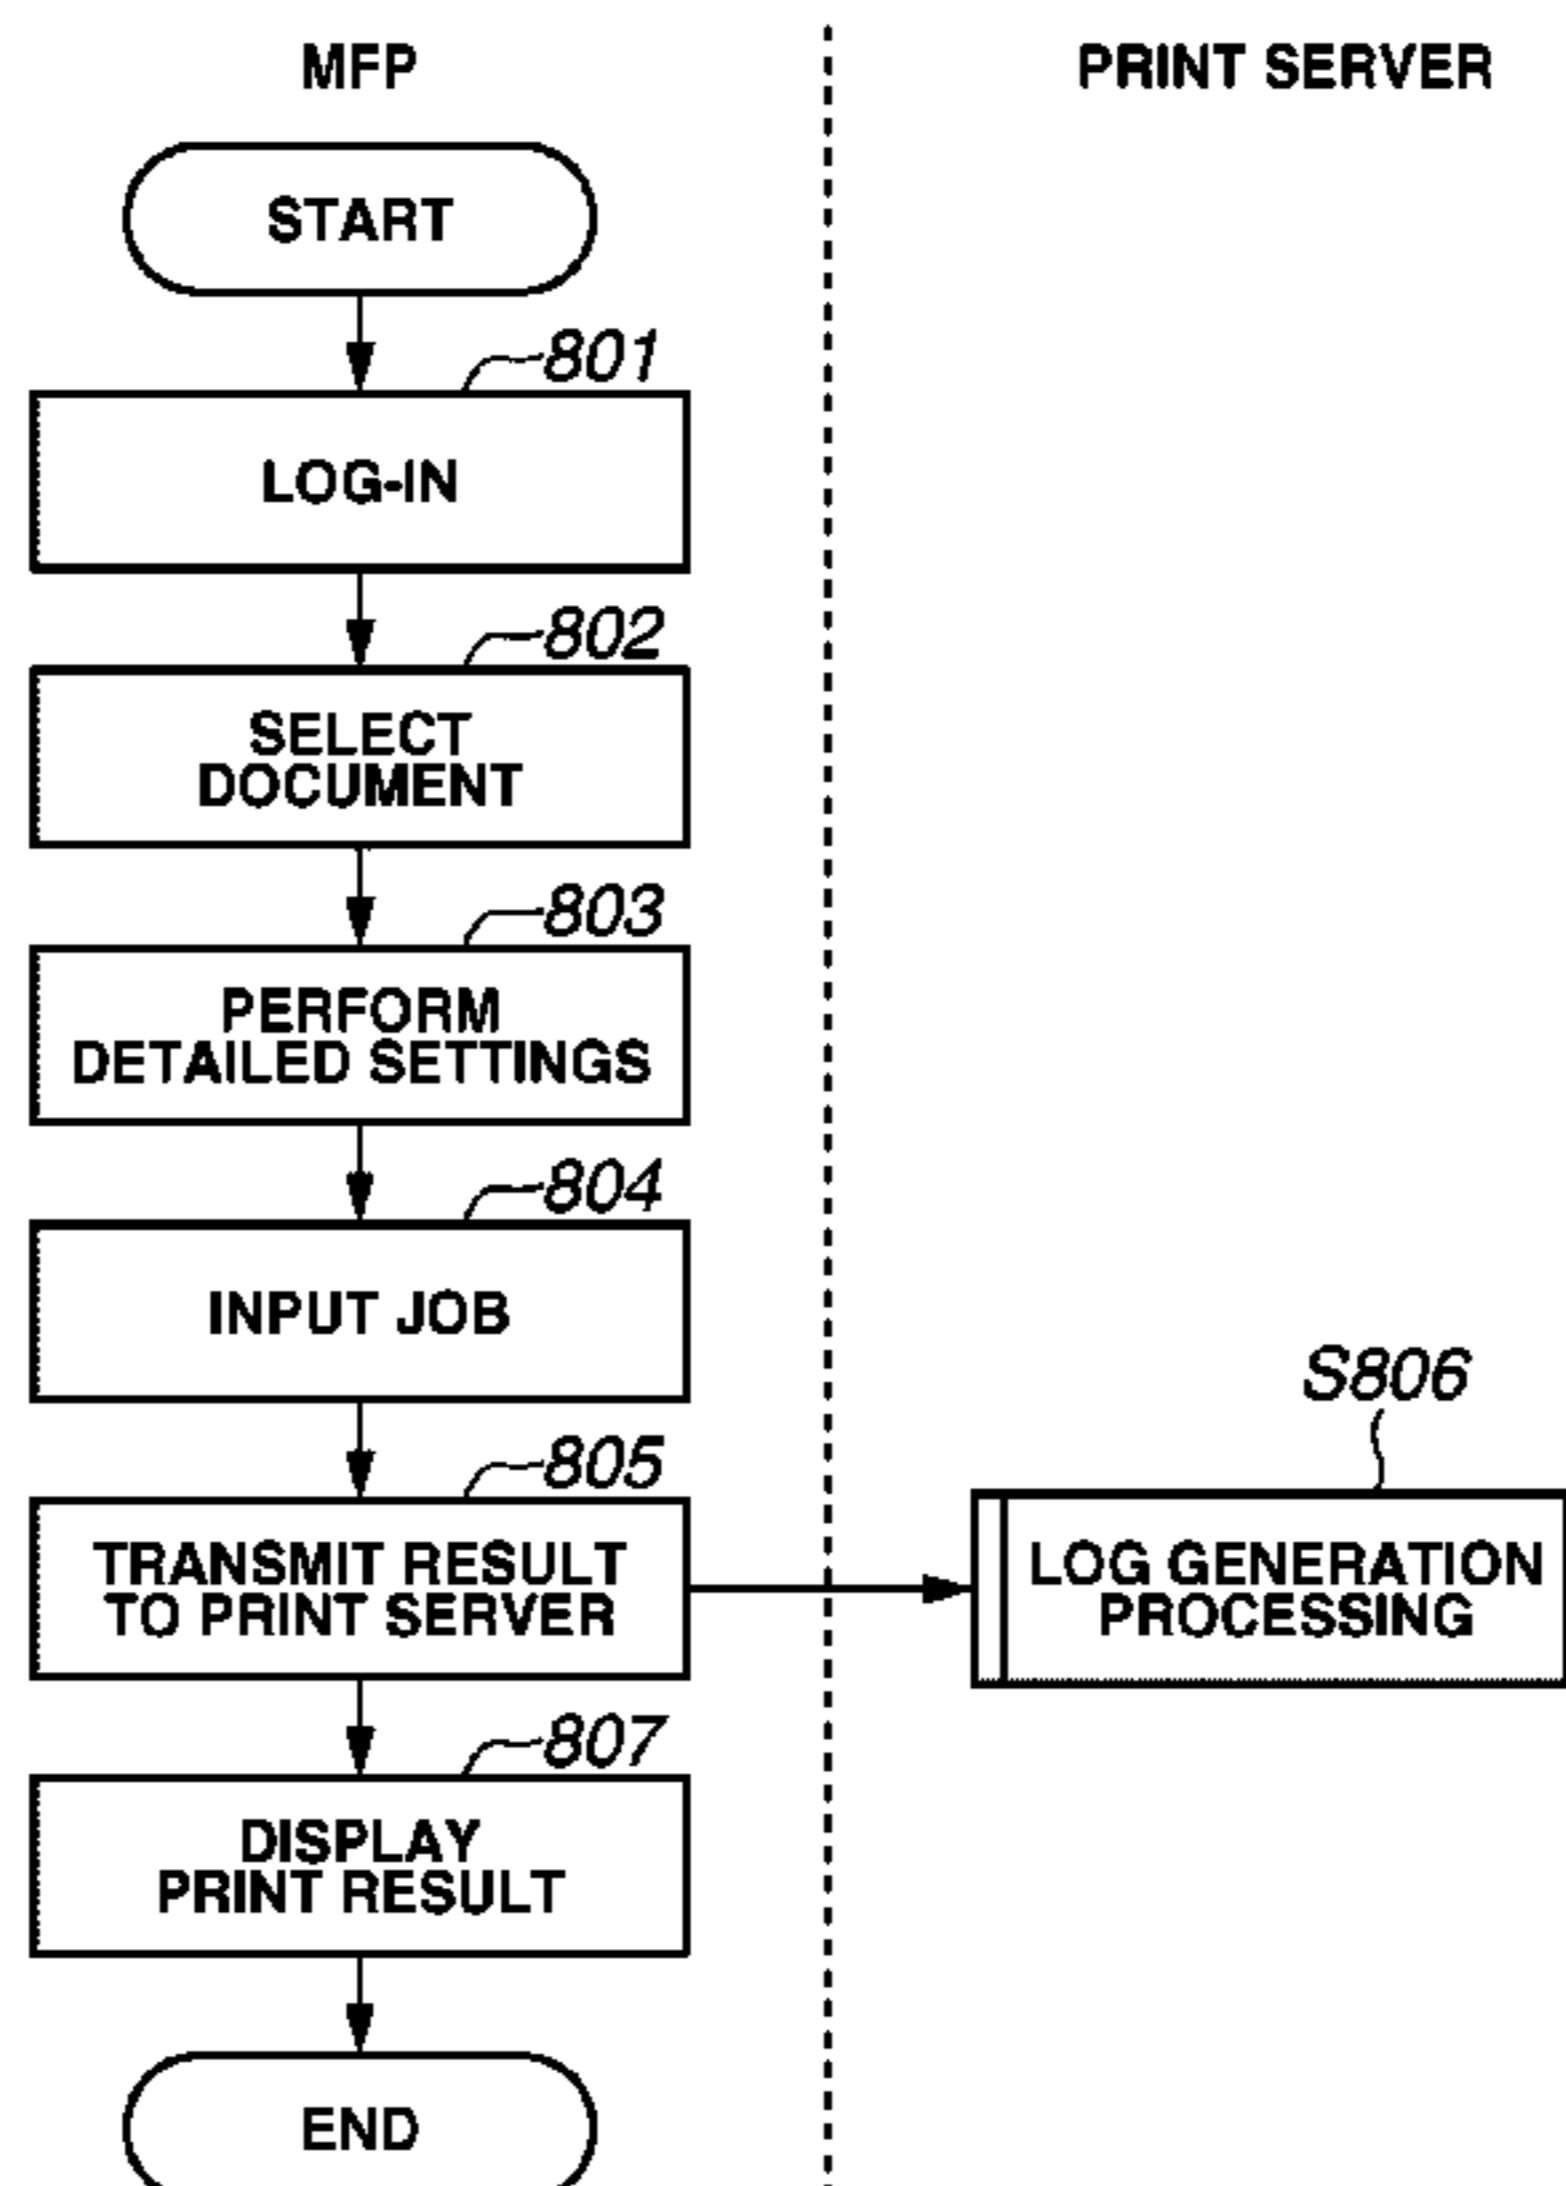 MFP
PRINT SERVER
START
801
LOG-IN
802
SELECT
DOCUMENT
803
PERFORM
DETAILED SETTINGS
804
INPUT JOB
805
TRANSMIT RESULT
TO PRINT SERVER
S806
LOG GENERATION
PROCESSING
807
DISPLAY
PRINT RESULT
END